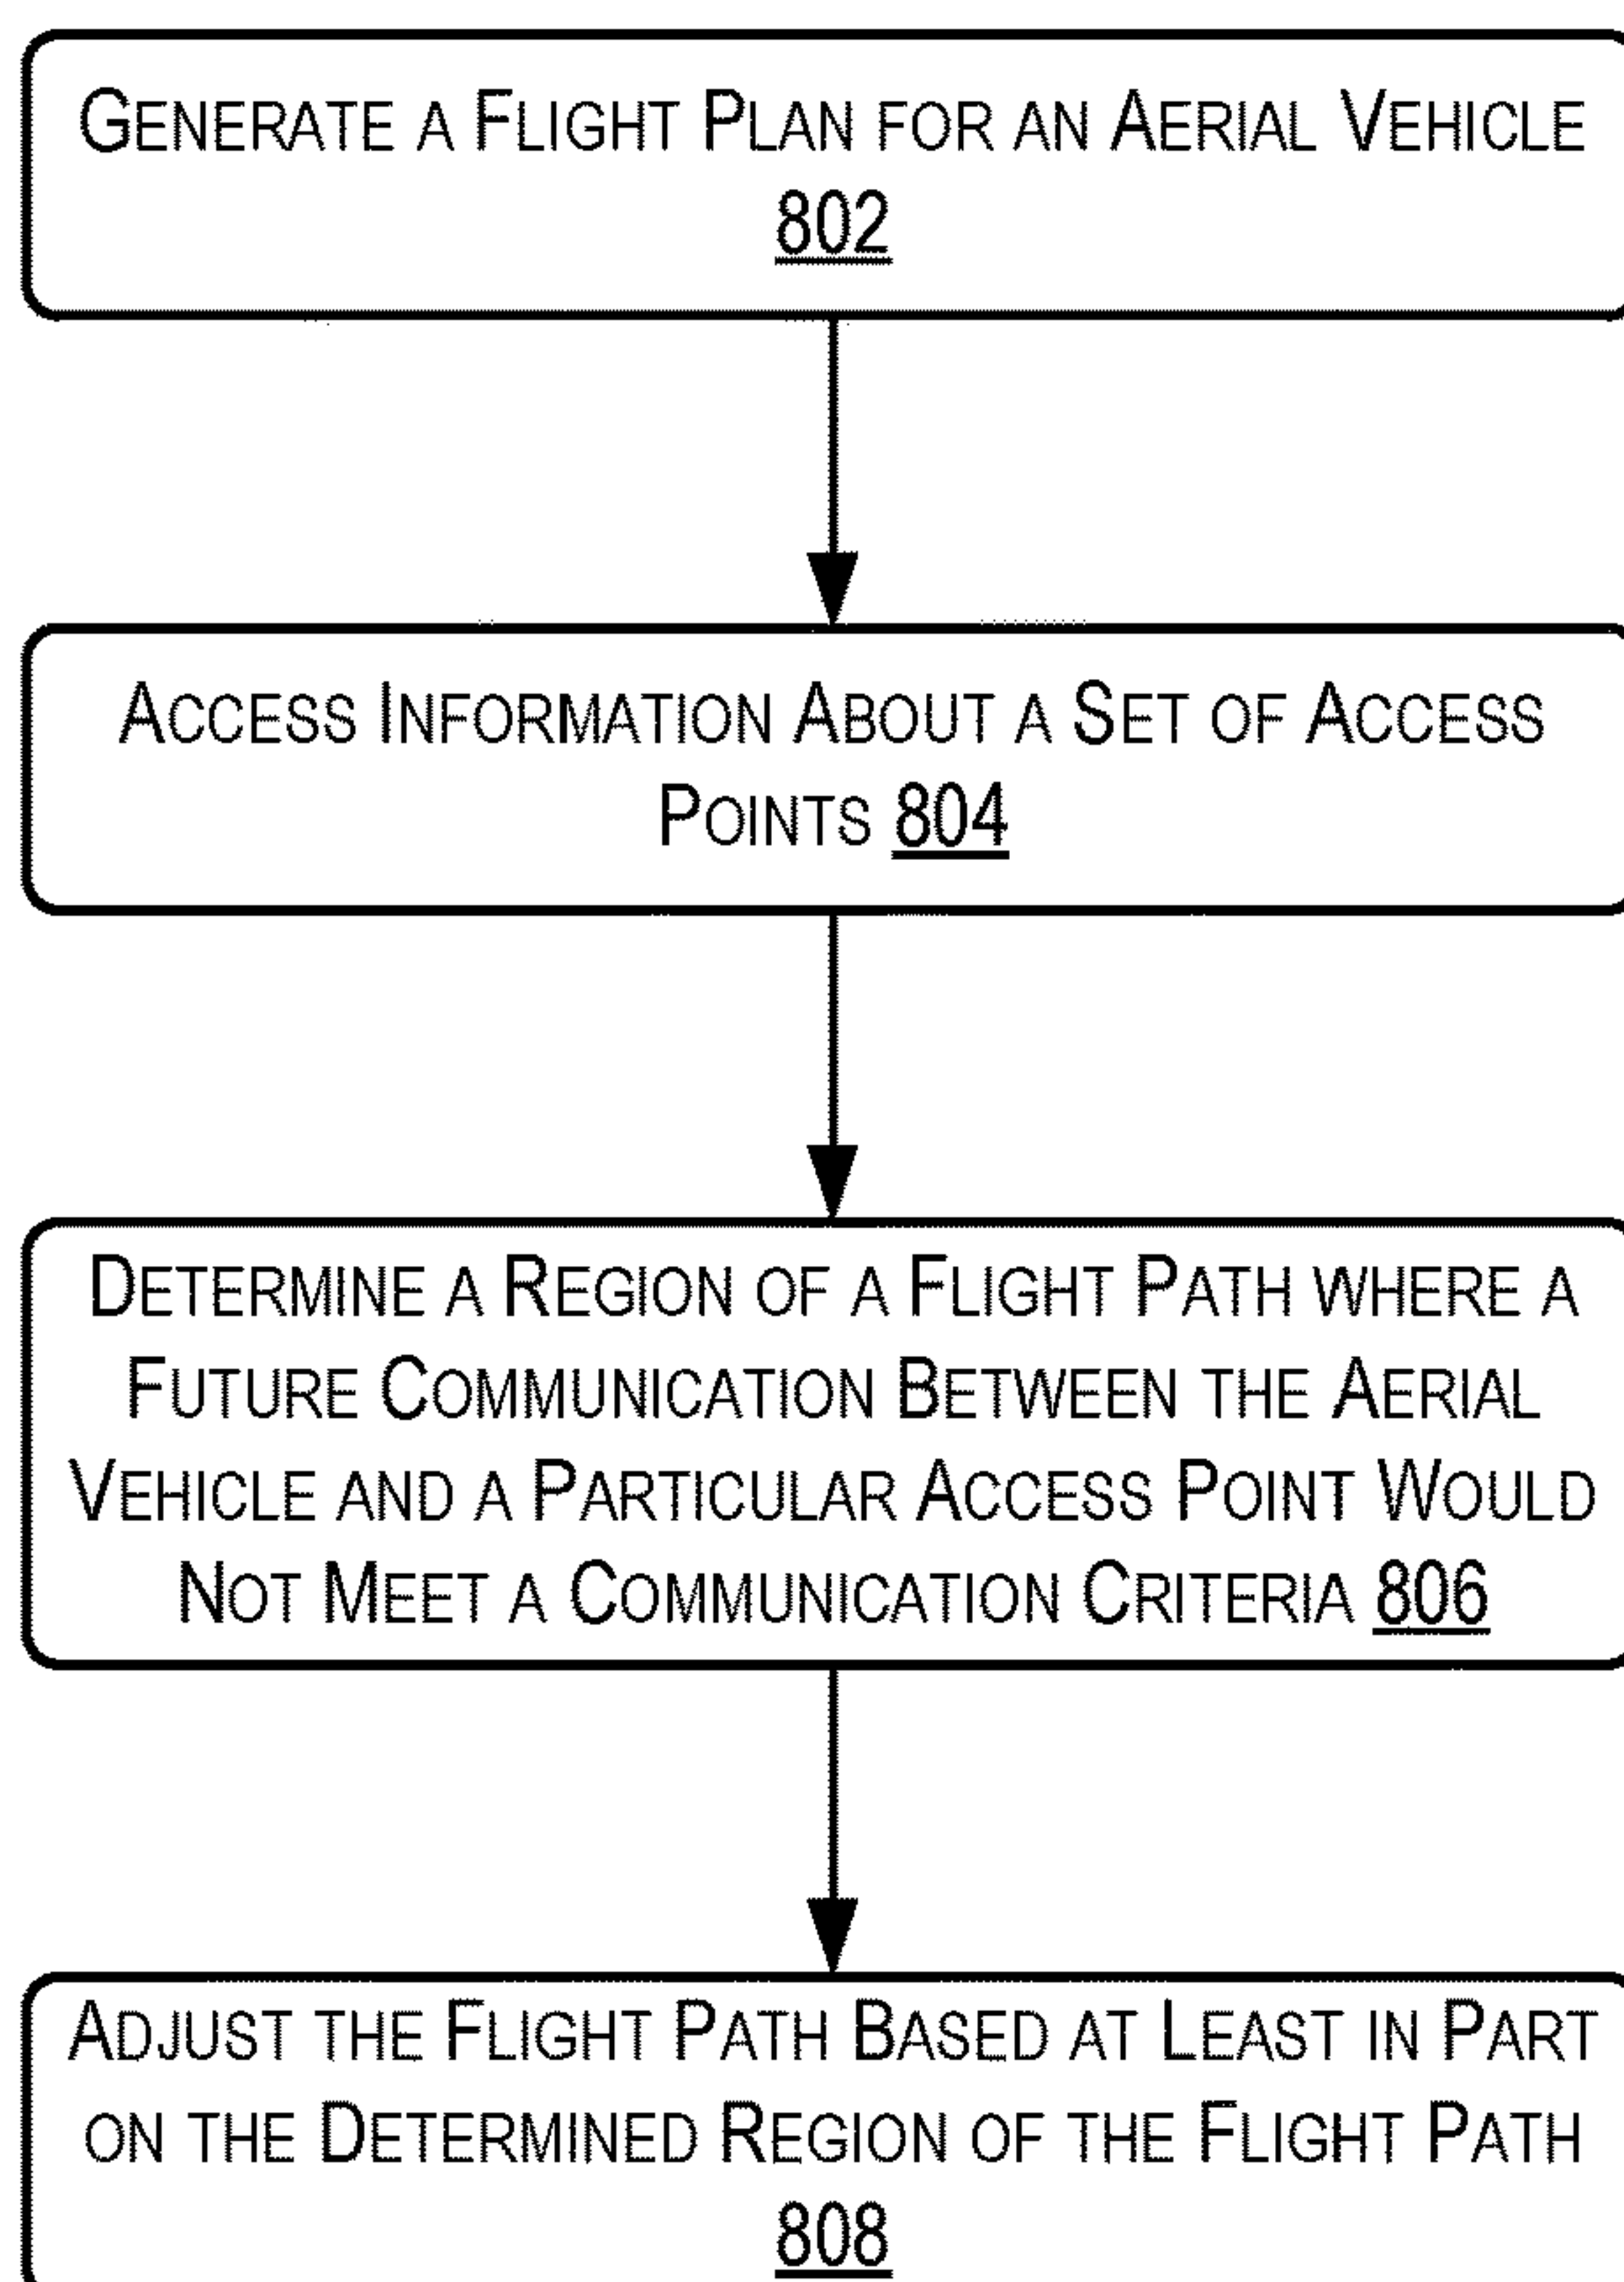 Generate a Flight Plan for an Aerial Vehicle
802
Access Information About a Set of Access
Points 804
Determine a Region of a Flight Path where a
Future Communication Between the Aerial
Vehicle and a Particular Access Point Would
Not Meet a Communication Criteria 806
Adjust the Flight Path Based at Least in Part
on the Determined Region of the Flight Path
808